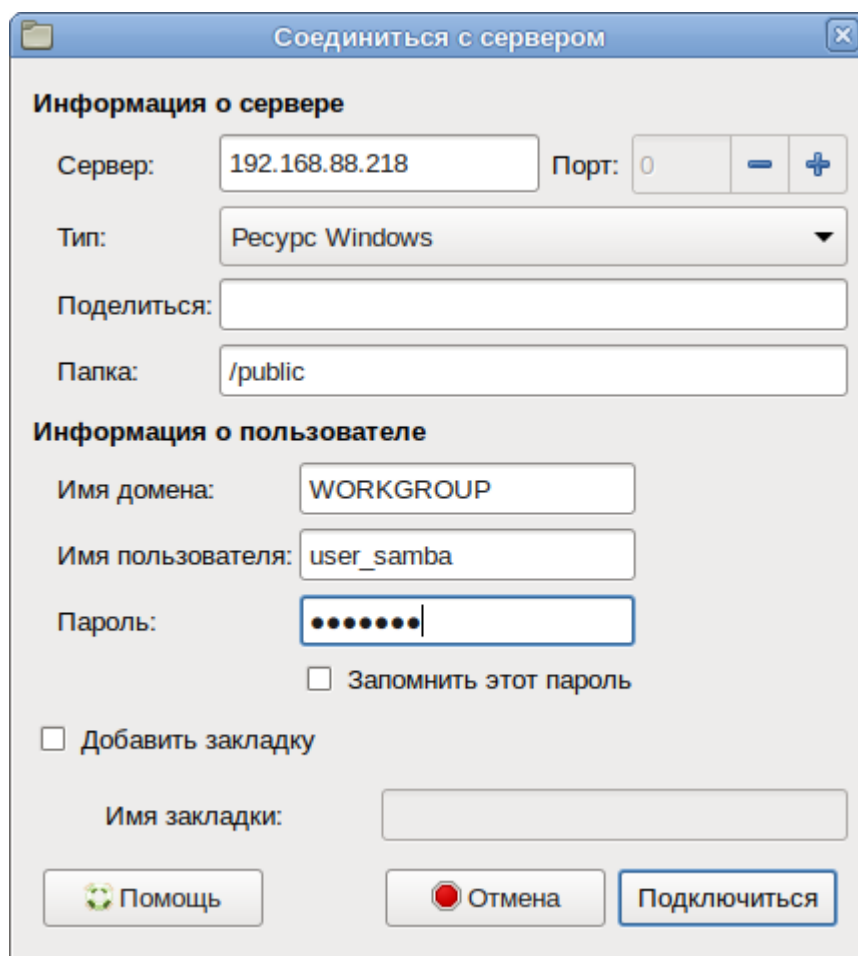 Соединиться с сервером
Информация о сервере
Сервер: 192.168.88.218 Порт: 0
Тип: Ресурс Windows
Поделиться:
Папка: /public
Информация о пользователе
Имя домена: WORKGROUP
Имя пользователя: user_samba
Пароль: •••••••
Запомнить этот пароль
Добавить закладку
Имя закладки:
Помощь Отмена Подключиться